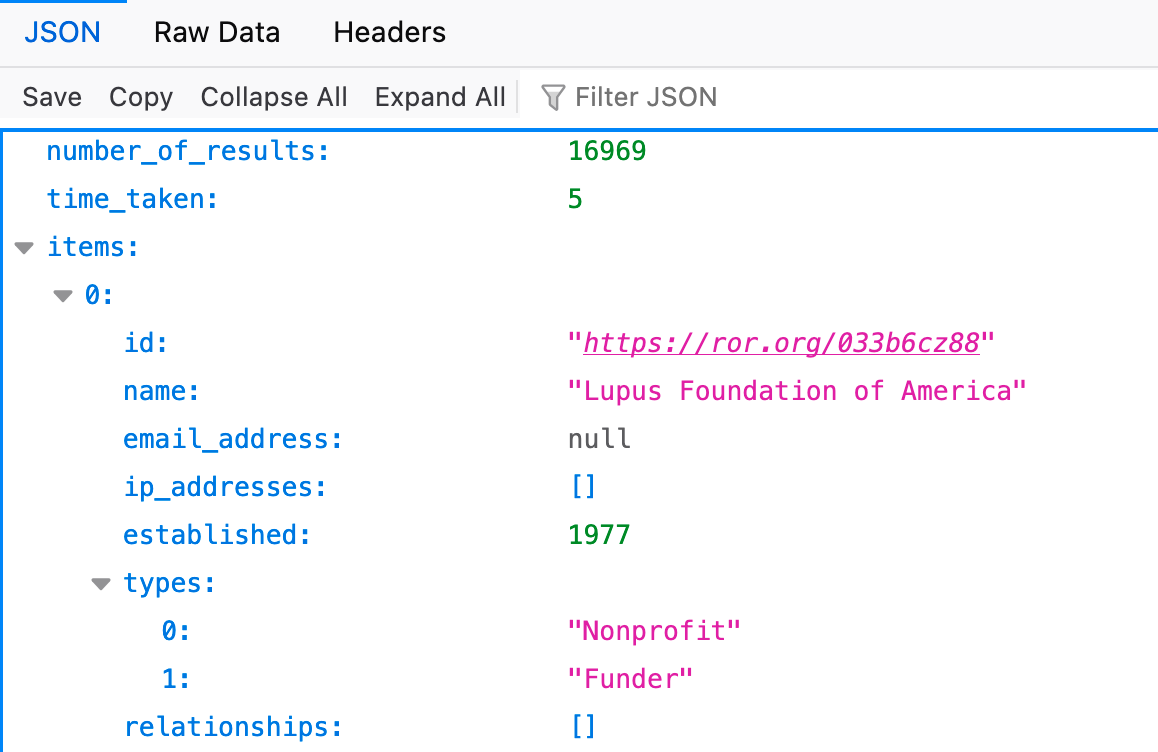 JSON Raw Data Headers
Save Copy Collapse All Expand All Filter JSON
number_of_results: 16969
time_taken: 5
items:
0:
id: "https://ror.org/033b6cz88"
name: "Lupus Foundation of America"
email_address: null
ip_addresses: []
established: 1977
types:
0: "Nonprofit"
1: "Funder"
relationships: []